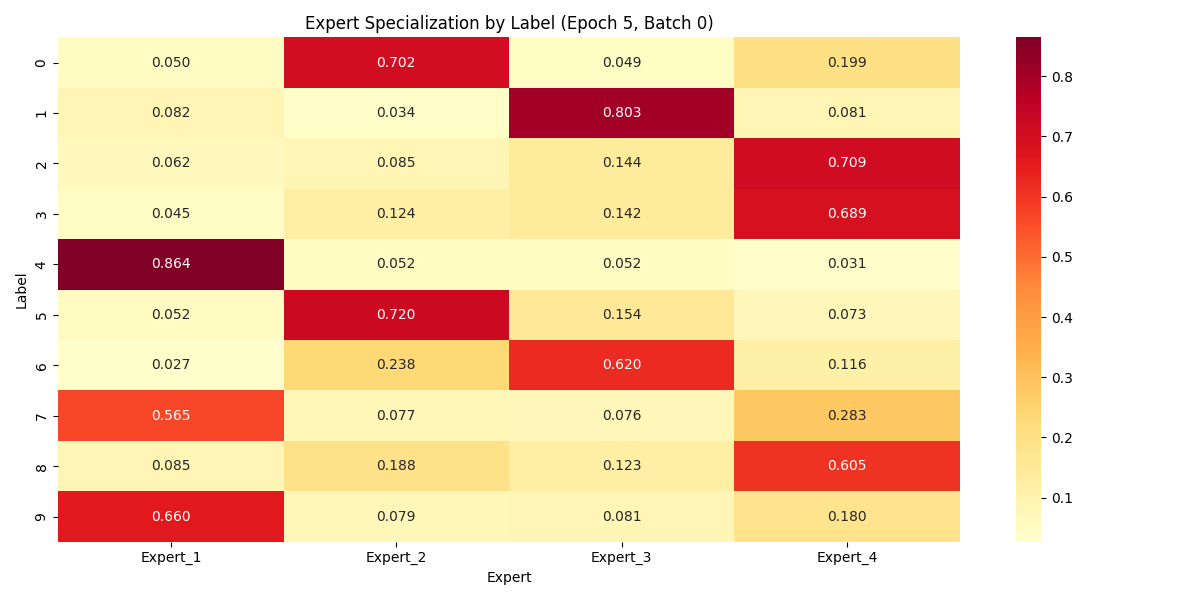 Expert Specialization by Label (Epoch 5, Batch 0)
Label
0 0.050 0.702 0.049 0.199
1 0.082 0.034 0.803 0.081
2 0.062 0.085 0.144 0.709
3 0.045 0.124 0.142 0.689
4 0.864 0.052 0.052 0.031
5 0.052 0.720 0.154 0.073
6 0.027 0.238 0.620 0.116
7 0.565 0.077 0.076 0.283
8 0.085 0.188 0.123 0.605
9 0.660 0.079 0.081 0.180
Expert_1 Expert_2 Expert_3 Expert_4
Expert
0.8
0.7
0.6
0.5
0.4
0.3
0.2
0.1